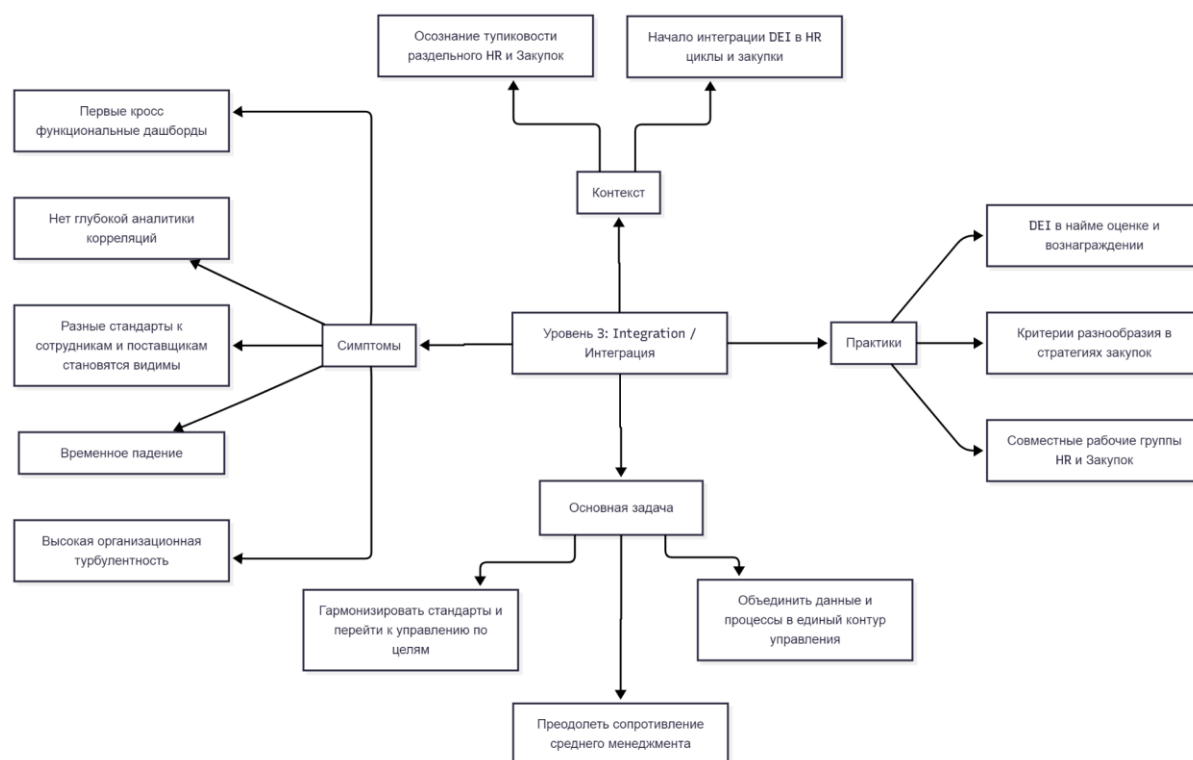 Осознание тупиковости
раздельного HR и Закупок
Начало интеграции DEI в HR
циклы и закупки
Первые кросс
функциональные дашборды
Контекст
Нет глубокой аналитики
корреляций
DEI в найме оценке и
вознаграждении
Разные стандарты к
сотрудникам и поставщикам
становятся видимы
Симптомы
Уровень 3: Integration /
Интеграция
Практики
Критерии разнообразия в
стратегиях закупок
Временное падение
Совместные рабочие группы
HR и Закупок
Основная задача
Высокая организационная
турбулентность
Гармонизировать стандарты и
перейти к управлению по
целям
Объединить данные и
процессы в единый контур
управления
Преодолеть сопротивление
среднего менеджмента